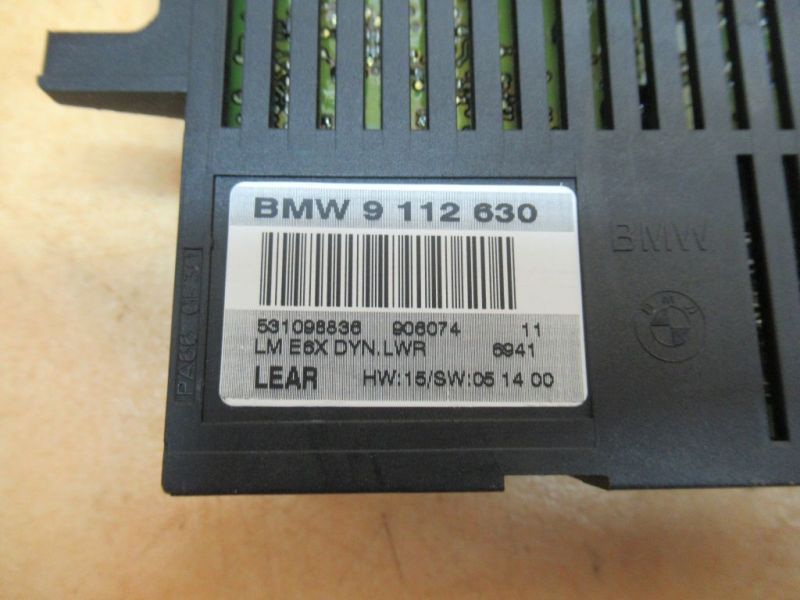 BMW 9 112 630
531098836 906074 11
LM E6X DYN.LWR 6941
LEAR HW:15/SW:05 14 00
BMW